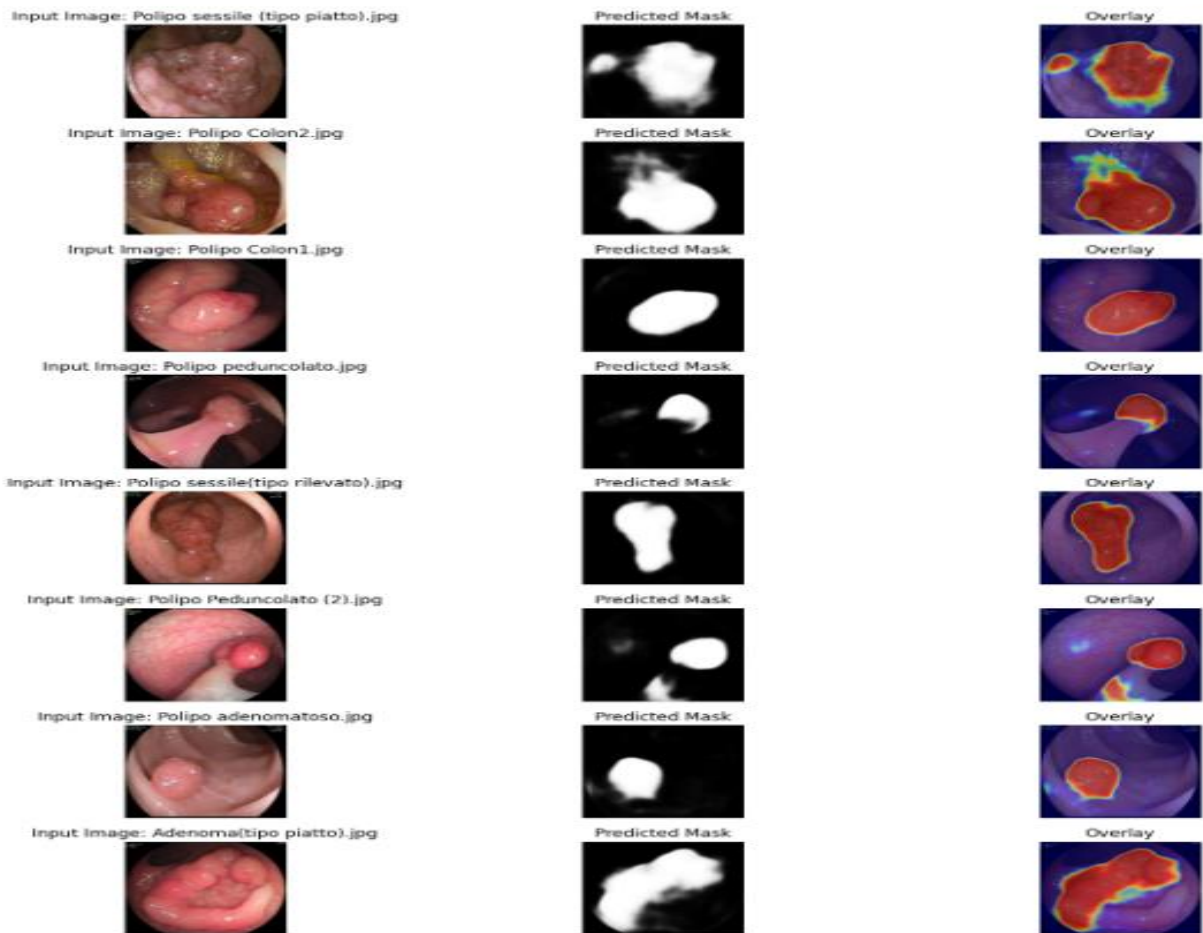 Input Image: Polipo sessile (tipo piatto).jpg Predicted Mask Overlay
Input Image: Polipo Colon2.jpg Predicted Mask Overlay
Input Image: Polipo Colon1.jpg Predicted Mask Overlay
Input Image: Polipo peduncolato.jpg Predicted Mask Overlay
Input Image: Polipo sessile(tipo rilevato).jpg Predicted Mask Overlay
Input Image: Polipo Peduncolato (2).jpg Predicted Mask Overlay
Input Image: Polipo adenomatoso.jpg Predicted Mask Overlay
Input Image: Adenoma(tipo piatto).jpg Predicted Mask Overlay